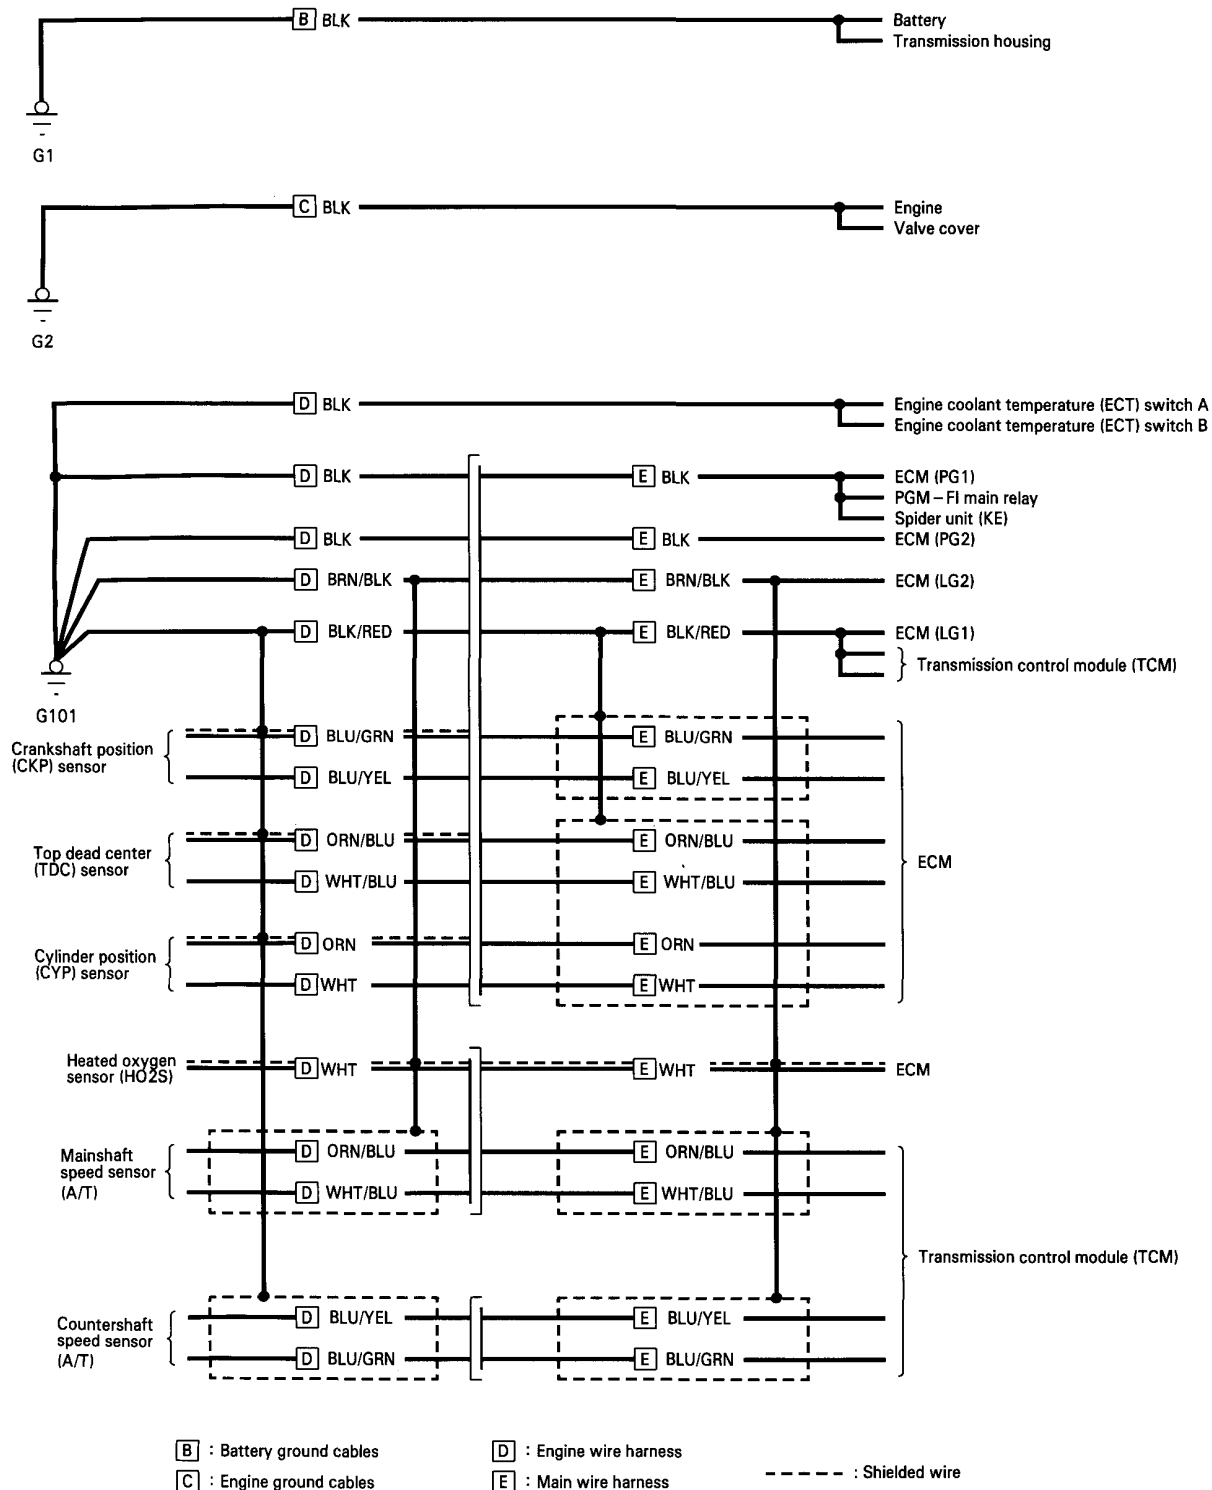 B BLK Battery
Transmission housing
G1
C BLK Engine
Valve cover
G2
D BLK Engine coolant temperature (ECT) switch A
Engine coolant temperature (ECT) switch B
D BLK E BLK ECM (PG1)
PGM–FI main relay
Spider unit (KE)
D BLK E BLK ECM (PG2)
D BRN/BLK E BRN/BLK ECM (LG2)
D BLK/RED E BLK/RED ECM (LG1)
Transmission control module (TCM)
G101
Crankshaft position
(CKP) sensor
D BLU/GRN E BLU/GRN
D BLU/YEL E BLU/YEL
Top dead center
(TDC) sensor
D ORN/BLU E ORN/BLU
D WHT/BLU E WHT/BLU
ECM
Cylinder position
(CYP) sensor
D ORN E ORN
D WHT E WHT
Heated oxygen
sensor (HO2S)
D WHT E WHT ECM
Mainshaft
speed sensor
(A/T)
D ORN/BLU E ORN/BLU
D WHT/BLU E WHT/BLU
Transmission control module (TCM)
Countershaft
speed sensor
(A/T)
D BLU/YEL E BLU/YEL
D BLU/GRN E BLU/GRN
B : Battery ground cables
C : Engine ground cables
D : Engine wire harness
E : Main wire harness
: Shielded wire